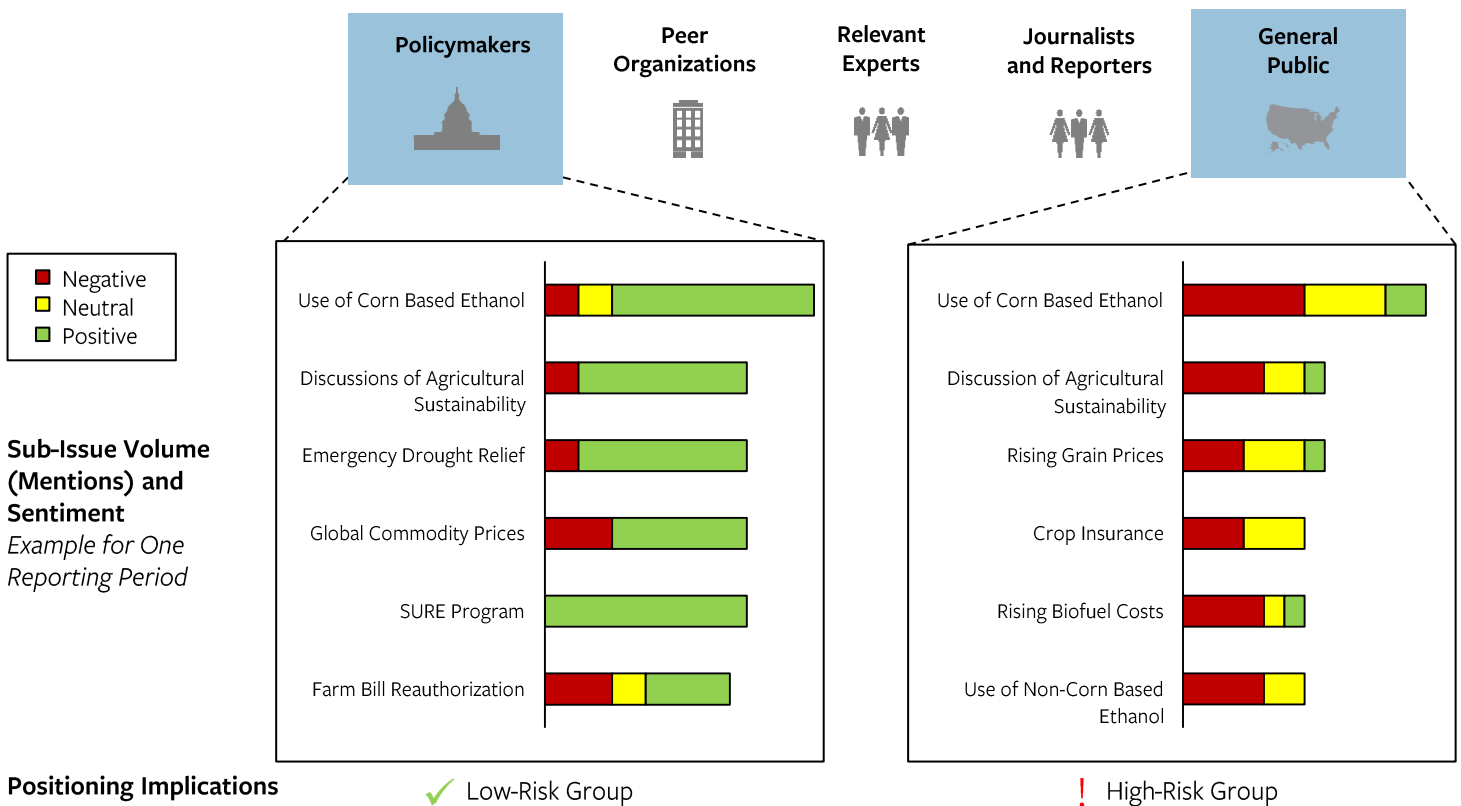 Policymakers
Peer
Organizations
Relevant
Experts
Journalists
and Reporters
General
Public
Negative
Neutral
Positive
Sub-Issue Volume
(Mentions) and
Sentiment
Example for One
Reporting Period
Use of Corn Based Ethanol
Discussions of Agricultural
Sustainability
Emergency Drought Relief
Global Commodity Prices
SURE Program
Farm Bill Reauthorization
Use of Corn Based Ethanol
Discussion of Agricultural
Sustainability
Rising Grain Prices
Crop Insurance
Rising Biofuel Costs
Use of Non-Corn Based
Ethanol
Positioning Implications
Low-Risk Group
! High-Risk Group